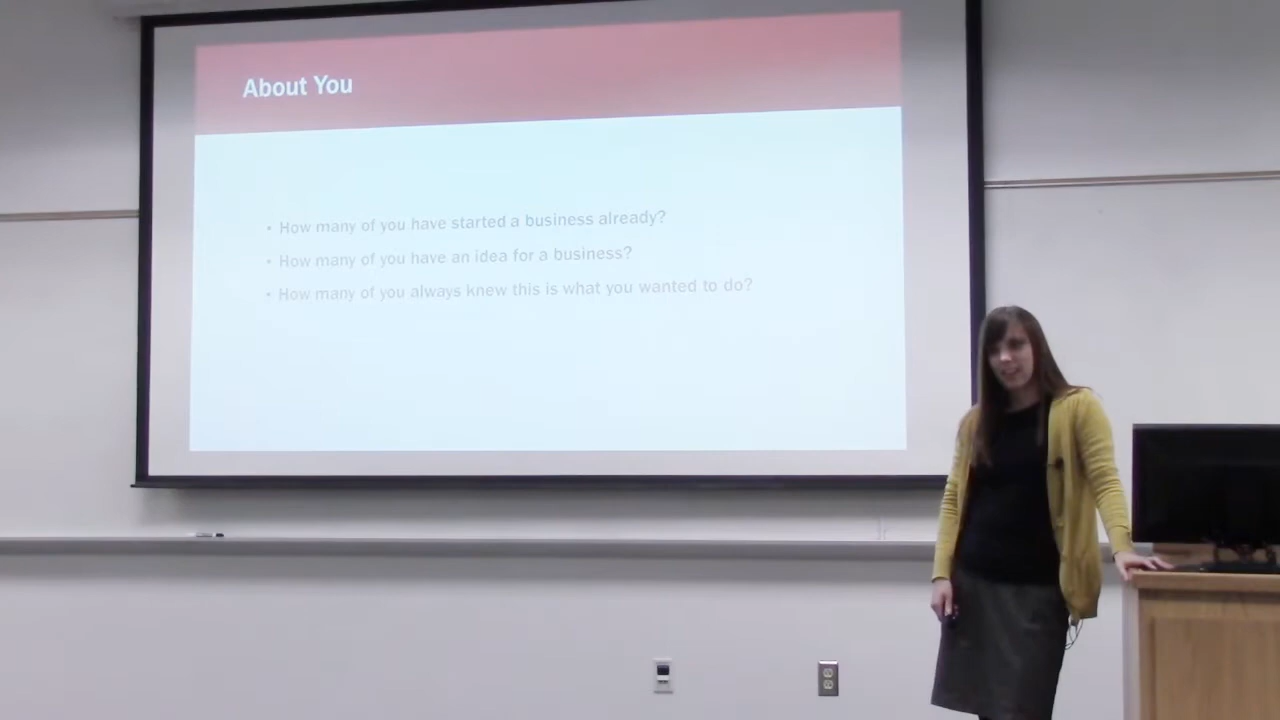 About You
• How many of you have started a business already?
• How many of you have an idea for a business?
• How many of you always knew this is what you wanted to do?